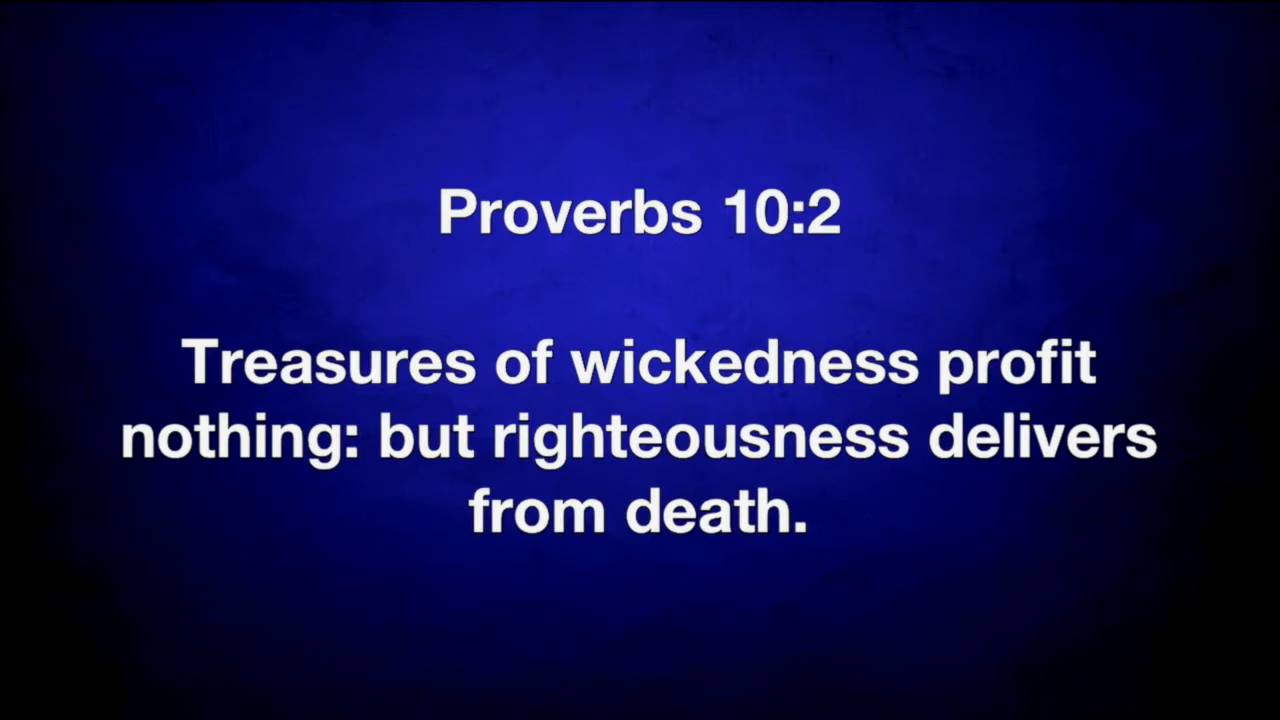 Proverbs 10:2
Treasures of wickedness profit
nothing: but righteousness delivers
from death.